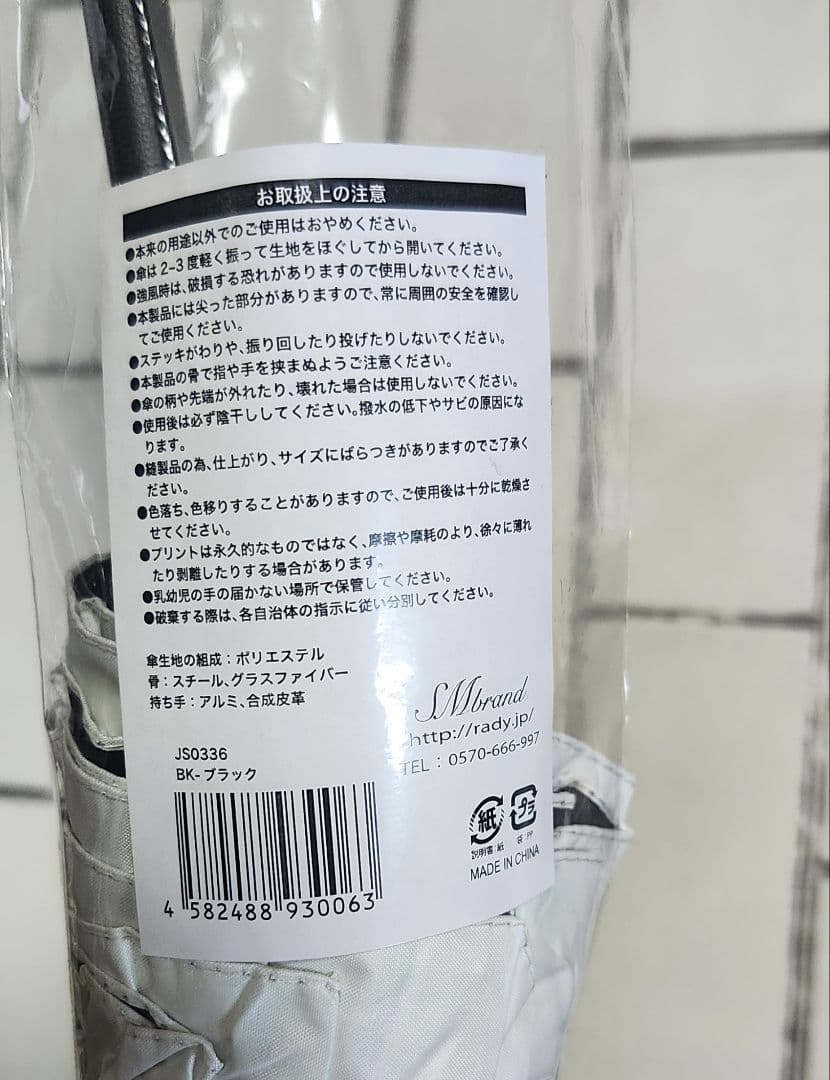 お取扱上の注意
●本来の用途以外でのご使用はおやめください。
●傘は2-3度軽く振って生地をほぐしてから開いてください。
●強風時は、破損する恐れがありますので使用しないでください。
●本製品には尖った部分がありますので、常に周囲の安全を確認し
てご使用ください。
●ステッキがわりや、振り回したり投げたりしないでください。
●本製品の骨で指や手を挟まぬようご注意ください。
●傘の柄や先端が外れたり、壊れた場合は使用しないでください。
●使用後は必ず陰干ししてください。撥水の低下やサビの原因にな
ります。
●縫製品の為、仕上がり、サイズにばらつきがありますのでご了承く
ださい。
●色落ち、色移りすることがありますので、ご使用後は十分に乾燥さ
せてください。
●プリントは永久的なものではなく、摩擦や摩耗のより、徐々に薄れ
たり剥離したりする場合があります。
●乳幼児の手の届かない場所で保管してください。
●破棄する際は、各自治体の指示に従い分別してください。
傘生地の組成：ポリエステル
骨：スチール、グラスファイバー
持ち手：アルミ、合成皮革
SMbrand
http://rady.jp/
TEL：0570-666-997
JS0336
BK-ブラック
4 582488 930063
紙 プラ
説明書：紙 袋：PP
MADE IN CHINA